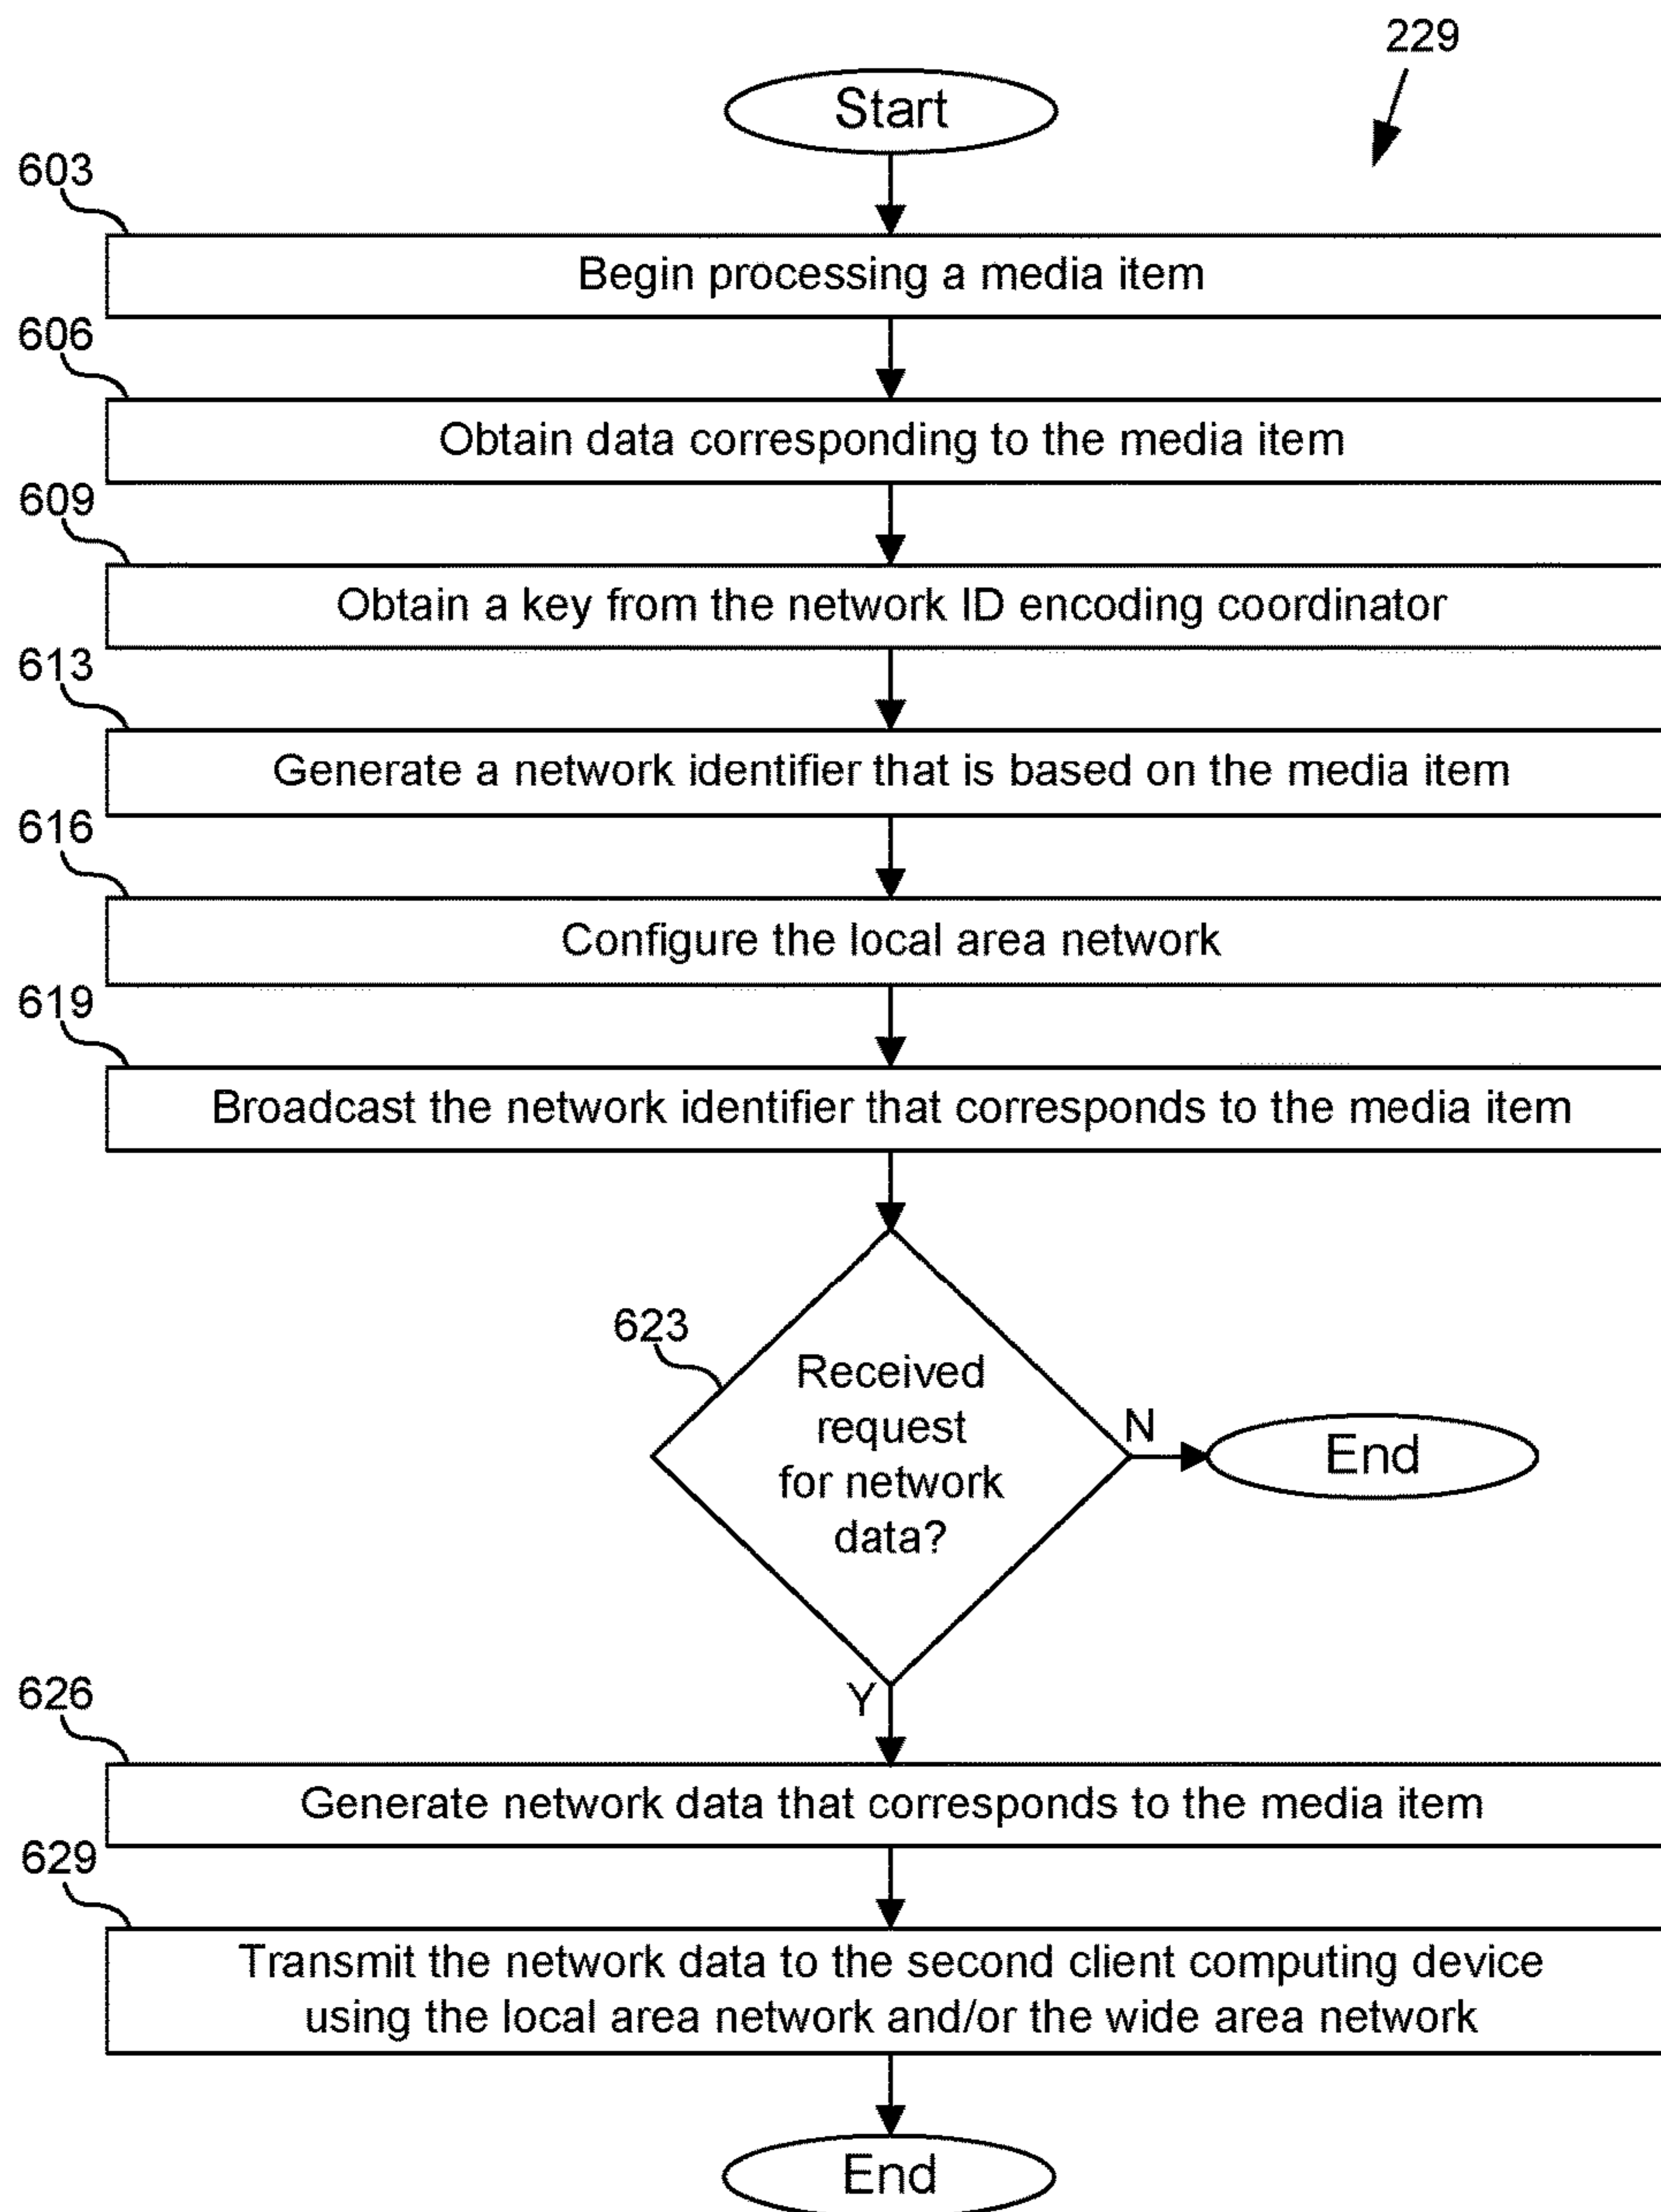 229
Start
603
Begin processing a media item
606
Obtain data corresponding to the media item
609
Obtain a key from the network ID encoding coordinator
613
Generate a network identifier that is based on the media item
616
Configure the local area network
619
Broadcast the network identifier that corresponds to the media item
623
Received
request
for network
data?
N
End
Y
626
Generate network data that corresponds to the media item
629
Transmit the network data to the second client computing device
using the local area network and/or the wide area network
End